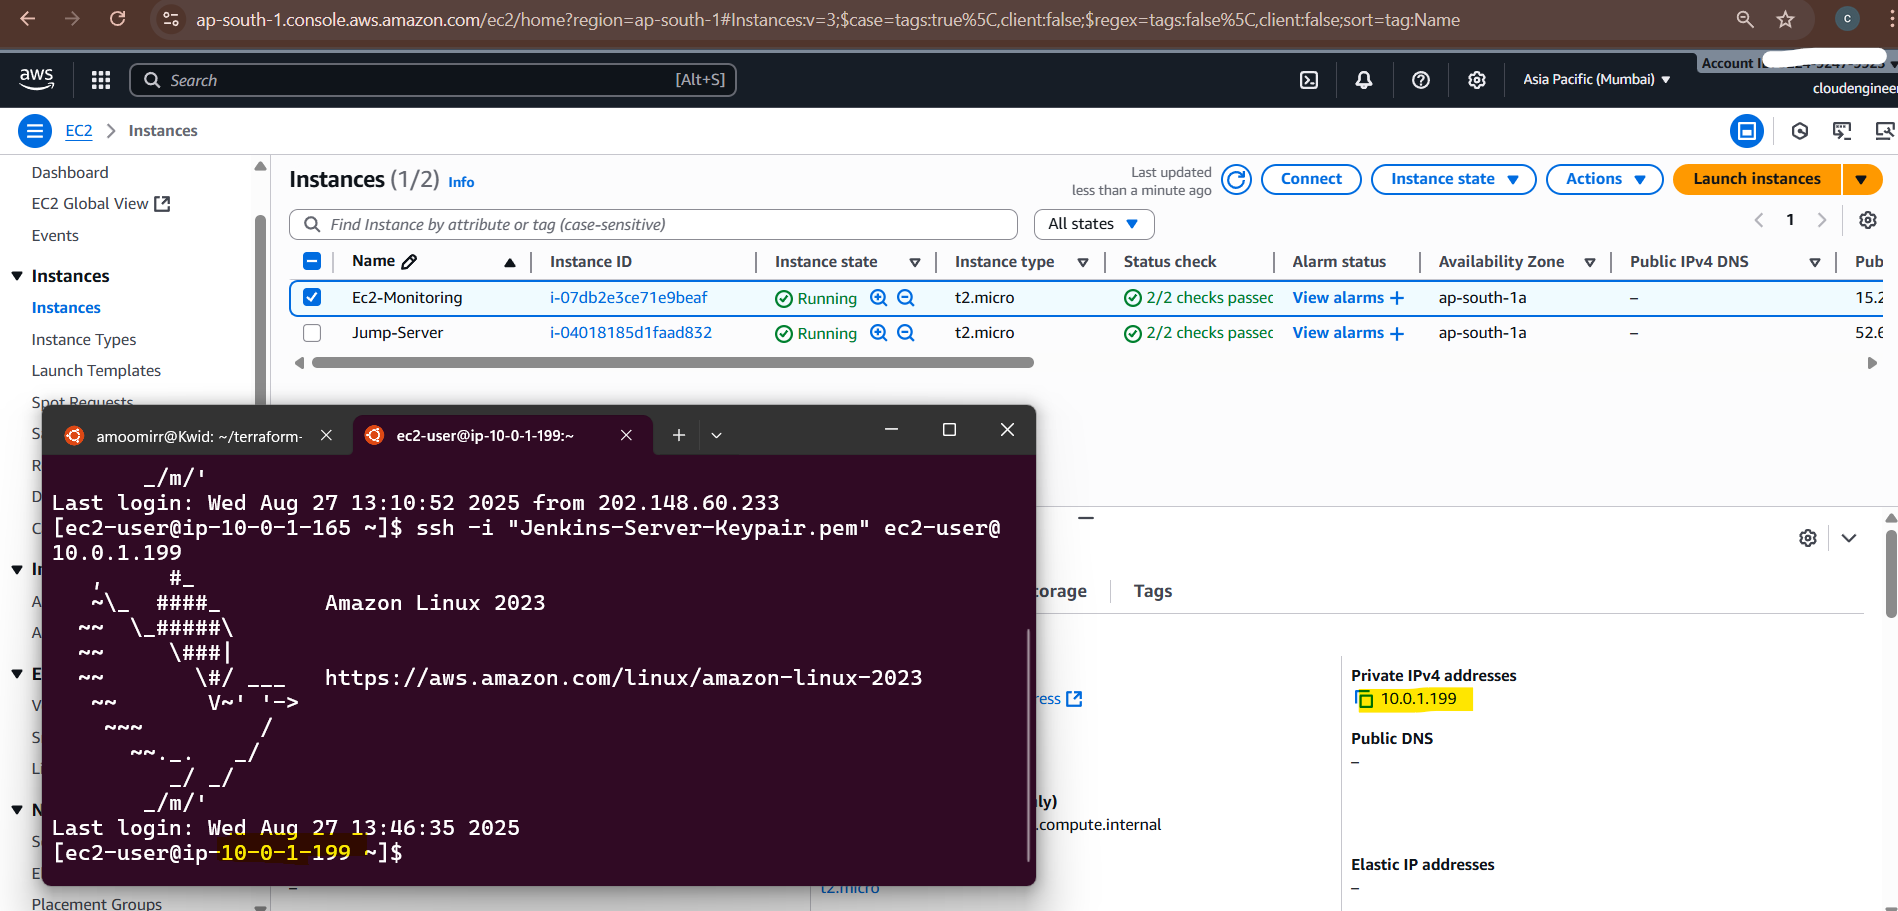 ap-south-1.console.aws.amazon.com/ec2/home?region=ap-south-1#Instances:v=3;$case=tags:true%5C,client:false;$regex=tags:false%5C,client:false;sort=tag:Name
C
aws
Search
[Alt+S]
Asia Pacific (Mumbai)
Account
cloudengineer
EC2
Instances
Dashboard
EC2 Global View
Events
Instances
Instances
Instance Types
Launch Templates
Spot Requests
Placement Groups
Instances (1/2) Info
Last updated
less than a minute ago
Connect
Instance state
Actions
Launch instances
Find Instance by attribute or tag (case-sensitive)
All states
1
Name Instance ID Instance state Instance type Status check Alarm status Availability Zone Public IPv4 DNS Pub
Ec2-Monitoring i-07db2e3ce71e9beaf Running t2.micro 2/2 checks passec View alarms + ap-south-1a – 15.2
Jump-Server i-04018185d1faad832 Running t2.micro 2/2 checks passec View alarms + ap-south-1a – 52.6
amoomirr@Kwid: ~/terraform-
ec2-user@ip-10-0-1-199:~
_/m/'
Last login: Wed Aug 27 13:10:52 2025 from 202.148.60.233
[ec2-user@ip-10-0-1-165 ~]$ ssh -i "Jenkins-Server-Keypair.pem" ec2-user@
10.0.1.199
,      #_
~\_  ####_        Amazon Linux 2023
~~  \_#####\
~~     \###|
~~       \#/ ___   https://aws.amazon.com/linux/amazon-linux-2023
~~       V~' '->
~~~         /
~~._.   _/
_/ _/
_/m/'
Last login: Wed Aug 27 13:46:35 2025
[ec2-user@ip-10-0-1-199 ~]$
orage
Tags
ress
Private IPv4 addresses
10.0.1.199
Public DNS
–
ly)
.compute.internal
Elastic IP addresses
–
–
t2.micro